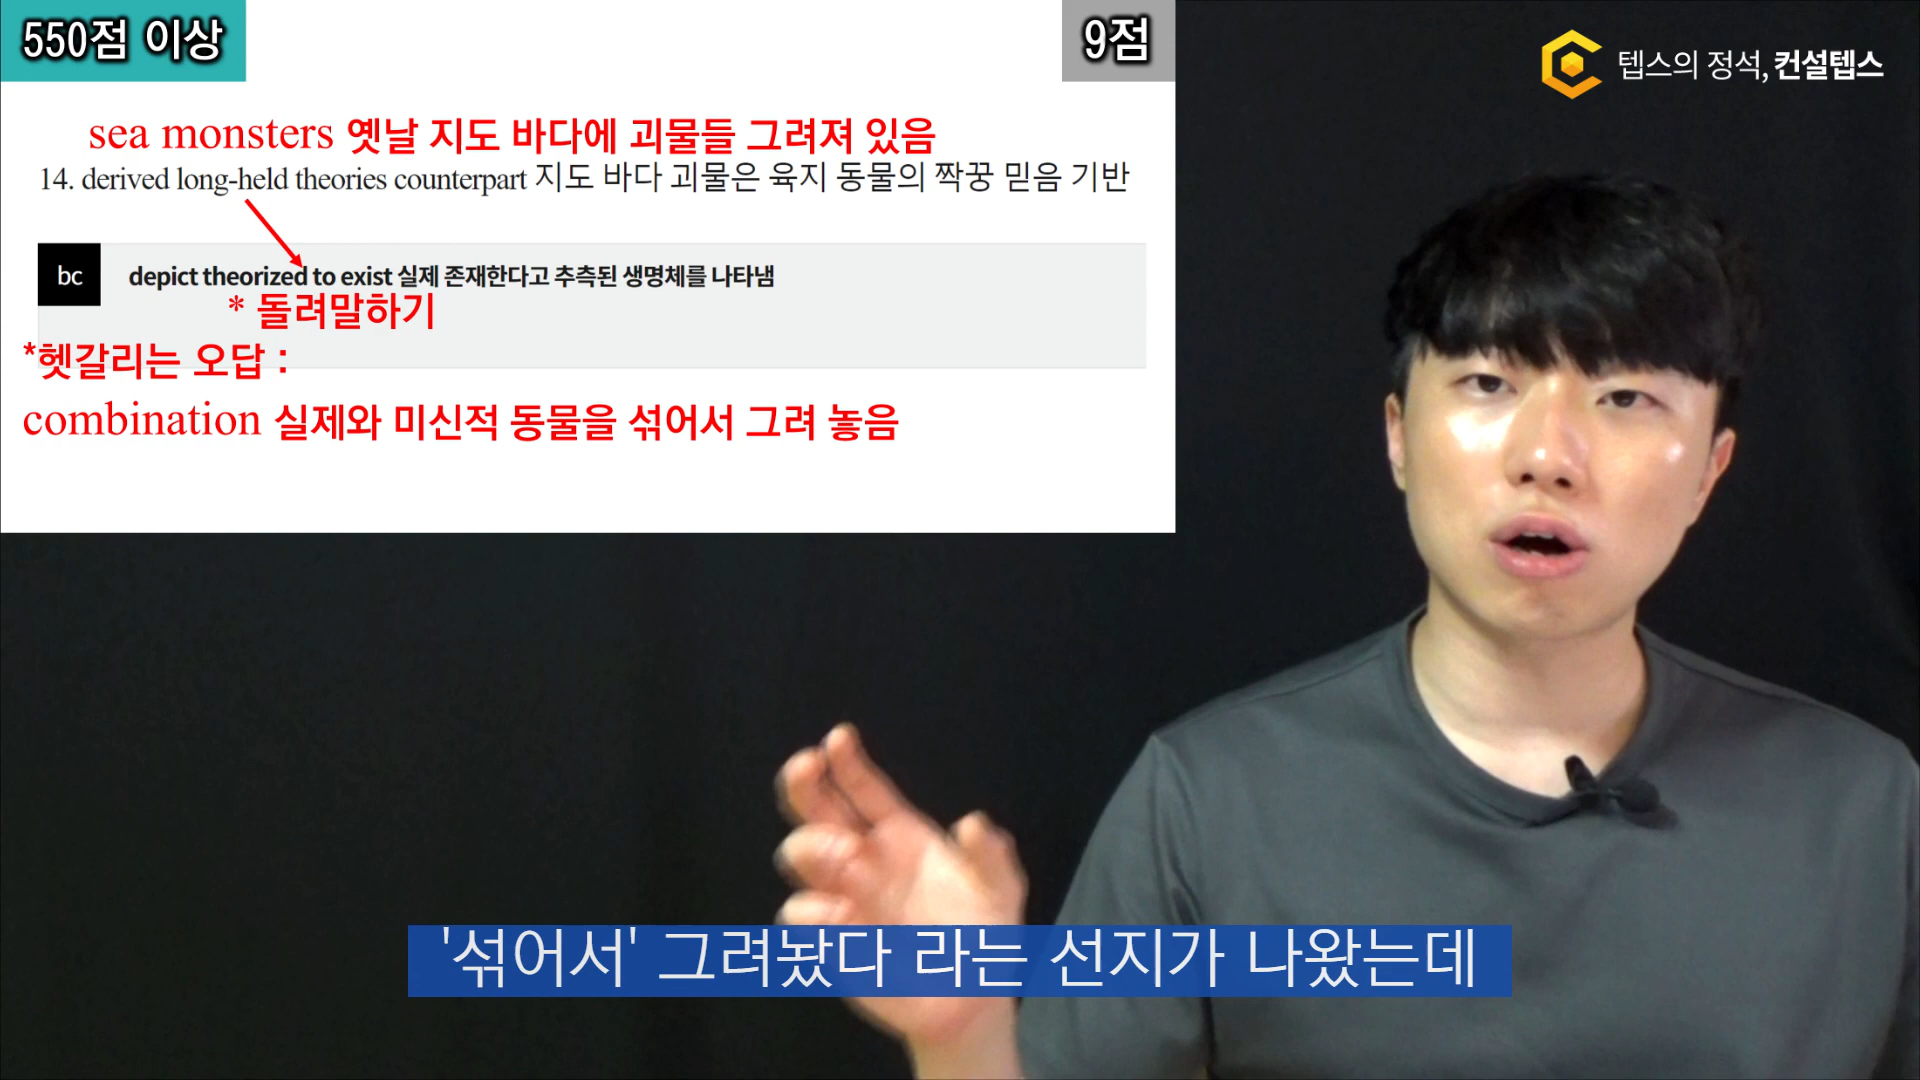 550점 이상
9점
텝스의 정석, 컨설텝스
sea monsters 옛날 지도 바다에 괴물들 그려져 있음
14. derived long-held theories counterpart 지도 바다 괴물은 육지 동물의 짝꿍 믿음 기반
bc
depict theorized to exist 실제 존재한다고 추측된 생명체를 나타냄
* 돌려말하기
*헷갈리는 오답 :
combination 실제와 미신적 동물을 섞어서 그려 놓음
'섞어서' 그려놨다 라는 선지가 나왔는데